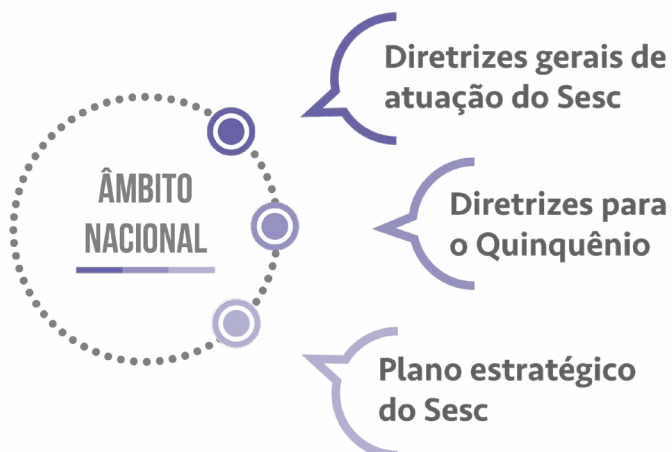 ÂMBITO
NACIONAL
Diretrizes gerais de
atuação do Sesc
Diretrizes para
o Quinquênio
Plano estratégico
do Sesc